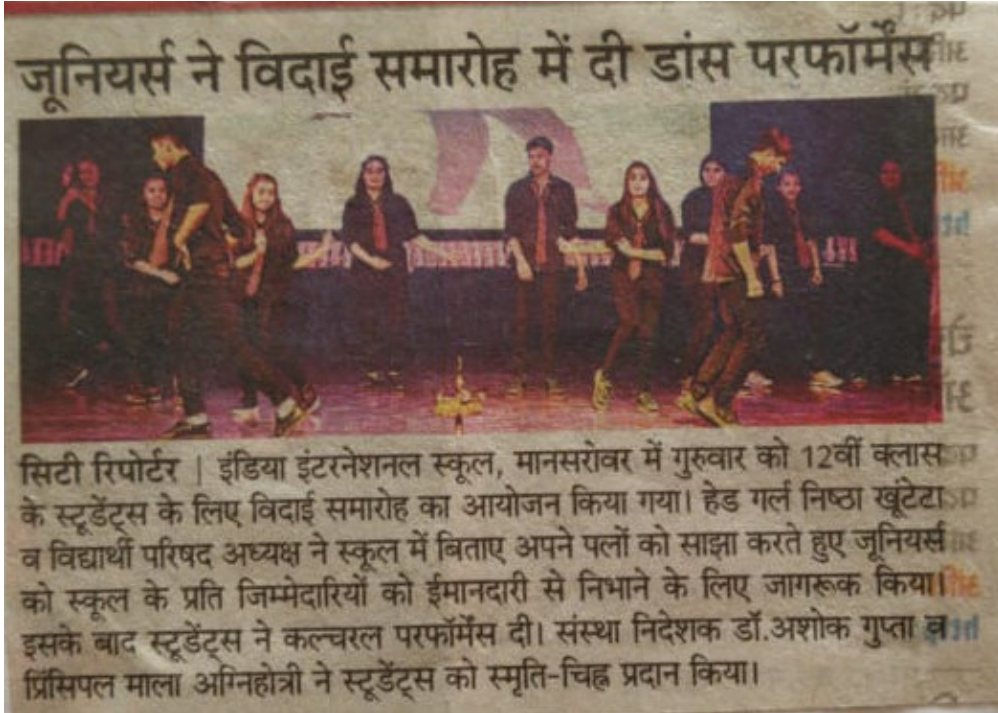 जूनियर्स ने विदाई समारोह में दी डांस परफॉर्मेंस
सिटी रिपोर्टर | इंडिया इंटरनेशनल स्कूल, मानसरोवर में गुरुवार को 12वीं क्लास
के स्टूडेंट्स के लिए विदाई समारोह का आयोजन किया गया। हेड गर्ल निष्ठा खूंटेटा
व विद्यार्थी परिषद अध्यक्ष ने स्कूल में बिताए अपने पलों को साझा करते हुए जूनियर्स
को स्कूल के प्रति जिम्मेदारियों को ईमानदारी से निभाने के लिए जागरूक किया।
इसके बाद स्टूडेंट्स ने कल्चरल परफॉर्मेंस दी। संस्था निदेशक डॉ.अशोक गुप्ता व
प्रिंसिपल माला अग्निहोत्री ने स्टूडेंट्स को स्मृति-चिह्न प्रदान किया।